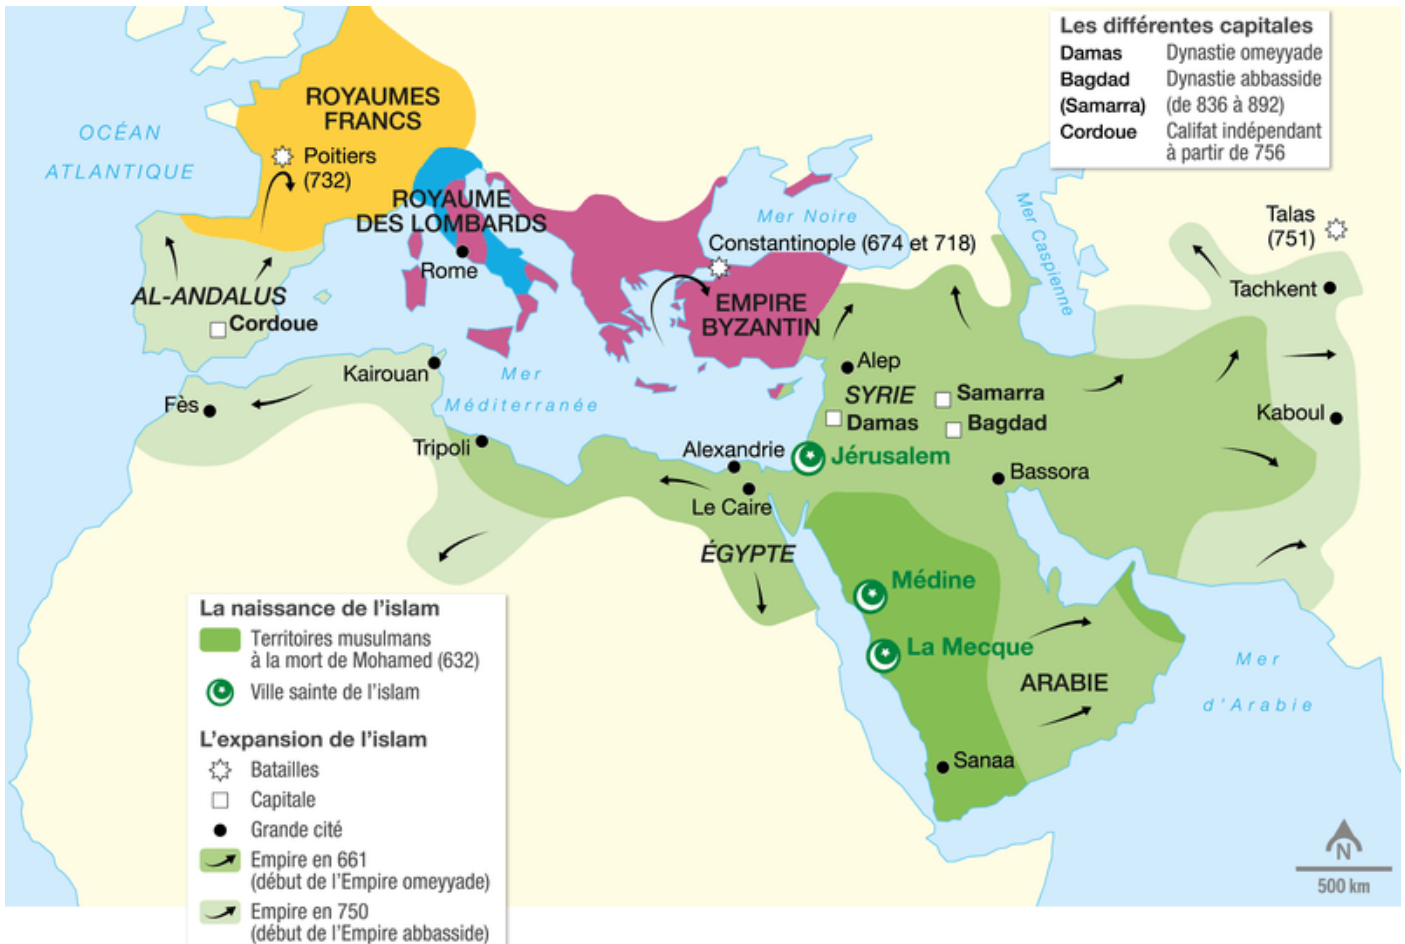 Les différentes capitales
Damas Dynastie omeyyade
Bagdad Dynastie abbasside
(Samarra) (de 836 à 892)
Cordoue Califat indépendant
à partir de 756
ROYAUMES
FRANCS
OCÉAN
ATLANTIQUE
Poitiers
(732)
ROYAUME
DES LOMBARDS
Rome
Mer Noire
Constantinople (674 et 718)
Mer Caspienne
Talas
(751)
Tachkent
AL-ANDALUS
Cordoue
EMPIRE
BYZANTIN
Kairouan
Mer
Méditerranée
Fès
Tripoli
Alep
SYRIE
Samarra
Damas
Bagdad
Kaboul
Alexandrie
Jérusalem
Bassora
Le Caire
ÉGYPTE
Médine
La Mecque
ARABIE
Mer
d'Arabie
Sanaa
La naissance de l'islam
Territoires musulmans
à la mort de Mohamed (632)
Ville sainte de l'islam
L'expansion de l'islam
Batailles
Capitale
Grande cité
Empire en 661
(début de l'Empire omeyyade)
Empire en 750
(début de l'Empire abbasside)
N
500 km